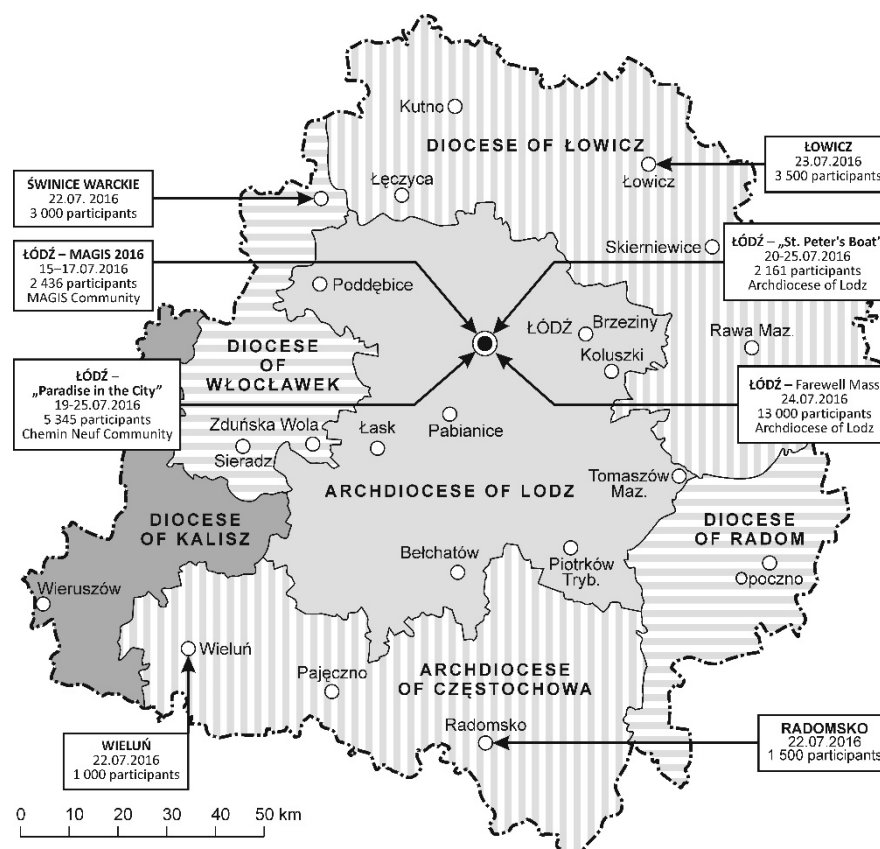 Kutno
DIOCESE OF ŁOWICZ
ŁOWICZ
23.07.2016
3 500 participants
Łowicz
Łęczyca
ŚWINICE WARCKIE
22.07. 2016
3 000 participants
Skierniewice
ŁÓDŹ – „St. Peter's Boat”
20-25.07.2016
2 161 participants
Archdiocese of Lodz
ŁÓDŹ – MAGIS 2016
15–17.07.2016
2 436 participants
MAGIS Community
Poddębice
ŁÓDŹ
Brzeziny
Rawa Maz.
Koluszki
DIOCESE
OF
WŁOCŁAWEK
ŁÓDŹ –
„Paradise in the City”
19-25.07.2016
5 345 participants
Chemin Neuf Community
ŁÓDŹ – Farewell Mass
24.07.2016
13 000 participants
Archdiocese of Lodz
Pabianice
Zduńska Wola
Łask
Sieradz
Tomaszów
Maz.
ARCHDIOCESE OF LODZ
DIOCESE
OF KALISZ
DIOCESE
OF RADOM
Bełchatów
Piotrków
Tryb.
Opoczno
Wieruszów
Wieluń
Pajęczno
ARCHDIOCESE
OF CZĘSTOCHOWA
Radomsko
RADOMSKO
22.07.2016
1 500 participants
WIELUŃ
22.07.2016
1 000 participants
0 10 20 30 40 50 km